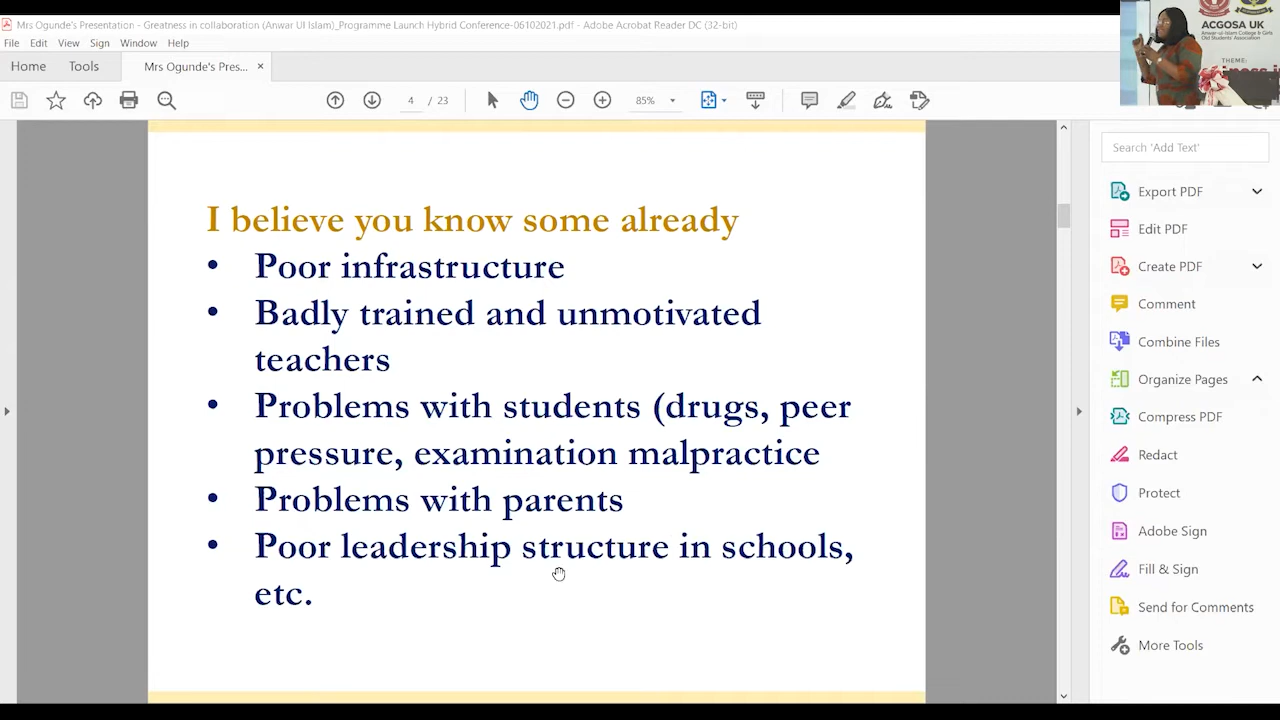 Mrs Ogunde's Presentation - Greatness in collaboration (Anwar Ul Islam)_Programme Launch Hybrid Conference-06102021.pdf - Adobe Acrobat Reader DC (32-bit)
File Edit View Sign Window Help
Home Tools Mrs Ogunde's Pres... ×
4 / 23 85%
ACGOSA UK
Anwar-ul-Islam College & Girls
Old Students' Association
THEME:
I believe you know some already
• Poor infrastructure
• Badly trained and unmotivated
teachers
• Problems with students (drugs, peer
pressure, examination malpractice
• Problems with parents
• Poor leadership structure in schools,
etc.
Search 'Add Text'
Export PDF
Edit PDF
Create PDF
Comment
Combine Files
Organize Pages
Compress PDF
Redact
Protect
Adobe Sign
Fill & Sign
Send for Comments
More Tools